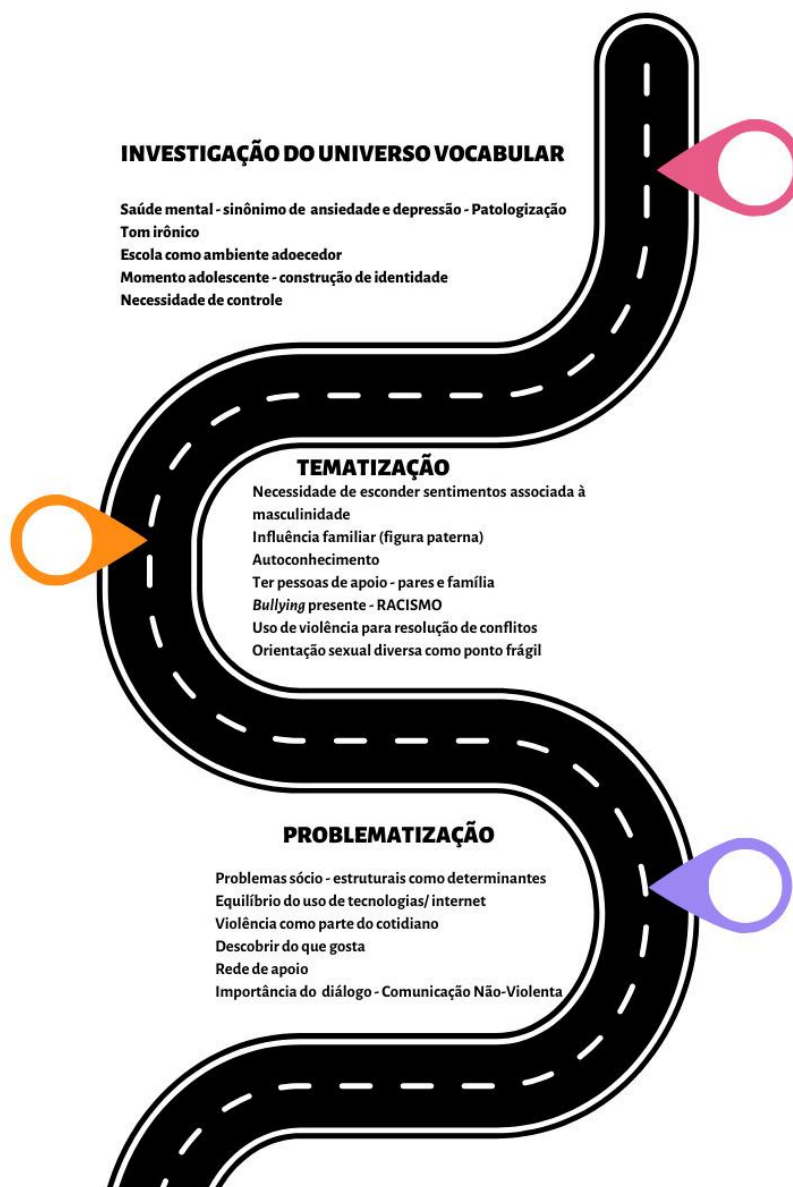 INVESTIGAÇÃO DO UNIVERSO VOCABULAR
Saúde mental - sinônimo de ansiedade e depressão - Patologização
Tom irônico
Escola como ambiente adoecedor
Momento adolescente - construção de identidade
Necessidade de controle
TEMATIZAÇÃO
Necessidade de esconder sentimentos associada à
masculinidade
Influência familiar (figura paterna)
Autoconhecimento
Ter pessoas de apoio - pares e família
Bullying presente - RACISMO
Uso de violência para resolução de conflitos
Orientação sexual diversa como ponto frágil
PROBLEMATIZAÇÃO
Problemas sócio - estruturais como determinantes
Equilíbrio do uso de tecnologias/ internet
Violência como parte do cotidiano
Descobrir do que gosta
Rede de apoio
Importância do diálogo - Comunicação Não-Violenta